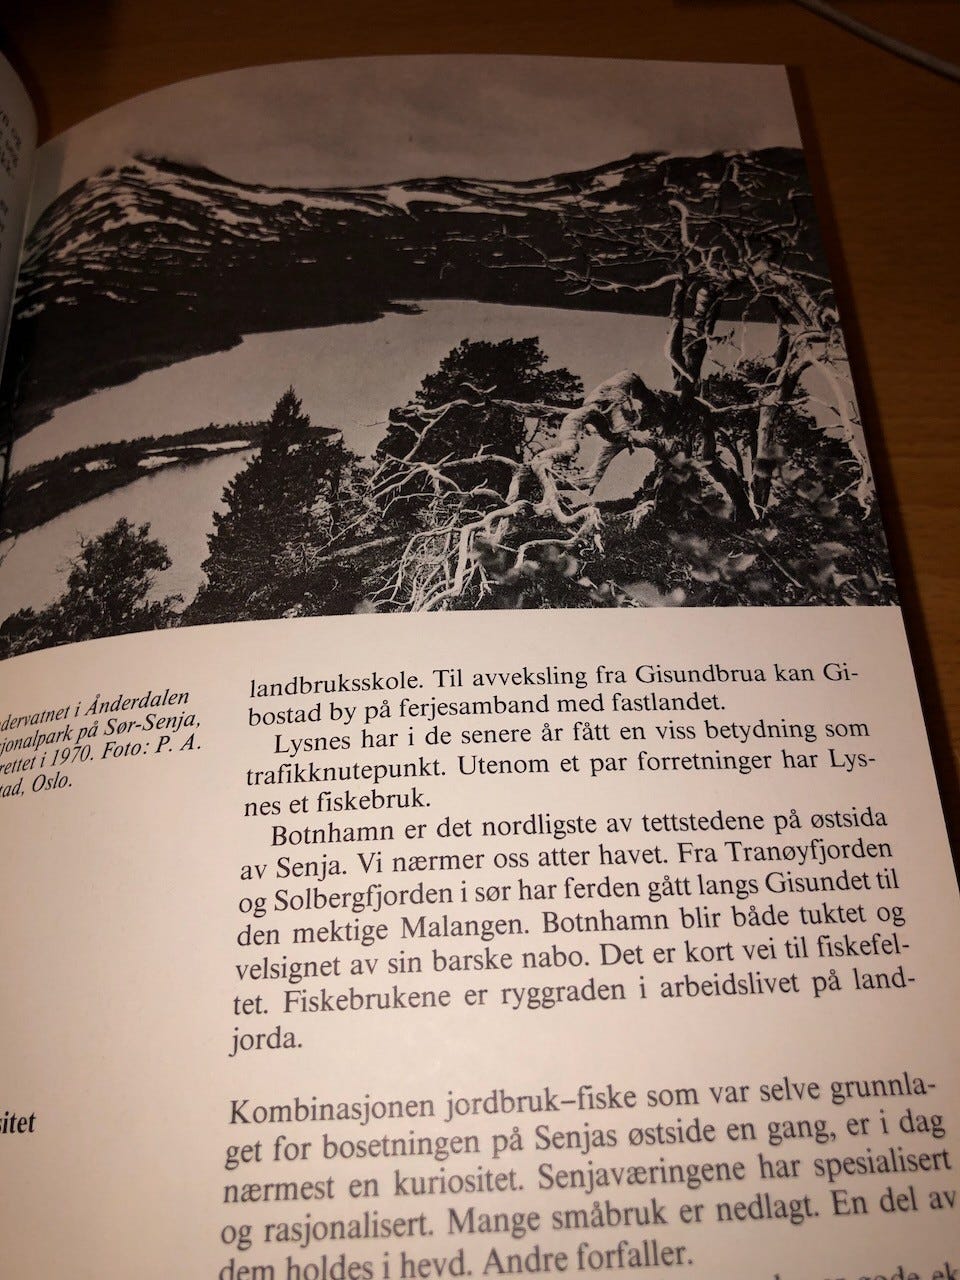 dervatnet i Ånderdalen
jonalpark på Sør-Senja,
rettet i 1970. Foto: P. A.
tad, Oslo.
landbruksskole. Til avveksling fra Gisundbrua kan Gi-
bostad by på ferjesamband med fastlandet.
Lysnes har i de senere år fått en viss betydning som
trafikknutepunkt. Utenom et par forretninger har Lys-
nes et fiskebruk.
Botnhamn er det nordligste av tettstedene på østsida
av Senja. Vi nærmer oss atter havet. Fra Tranøyfjorden
og Solbergfjorden i sør har ferden gått langs Gisundet til
den mektige Malangen. Botnhamn blir både tuktet og
velsignet av sin barske nabo. Det er kort vei til fiskefel-
tet. Fiskebrukene er ryggraden i arbeidslivet på land-
jorda.
sitet
Kombinasjonen jordbruk–fiske som var selve grunnla-
get for bosetningen på Senjas østside en gang, er i dag
nærmest en kuriositet. Senjaværingene har spesialisert
og rasjonalisert. Mange småbruk er nedlagt. En del av
dem holdes i hevd. Andre forfaller.